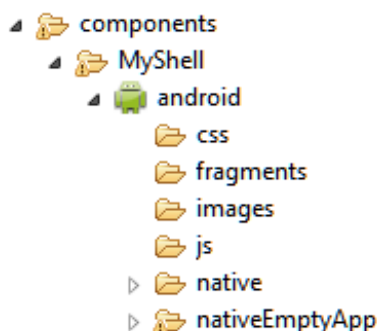 components
MyShell
android
css
fragments
images
js
native
nativeEmptyApp